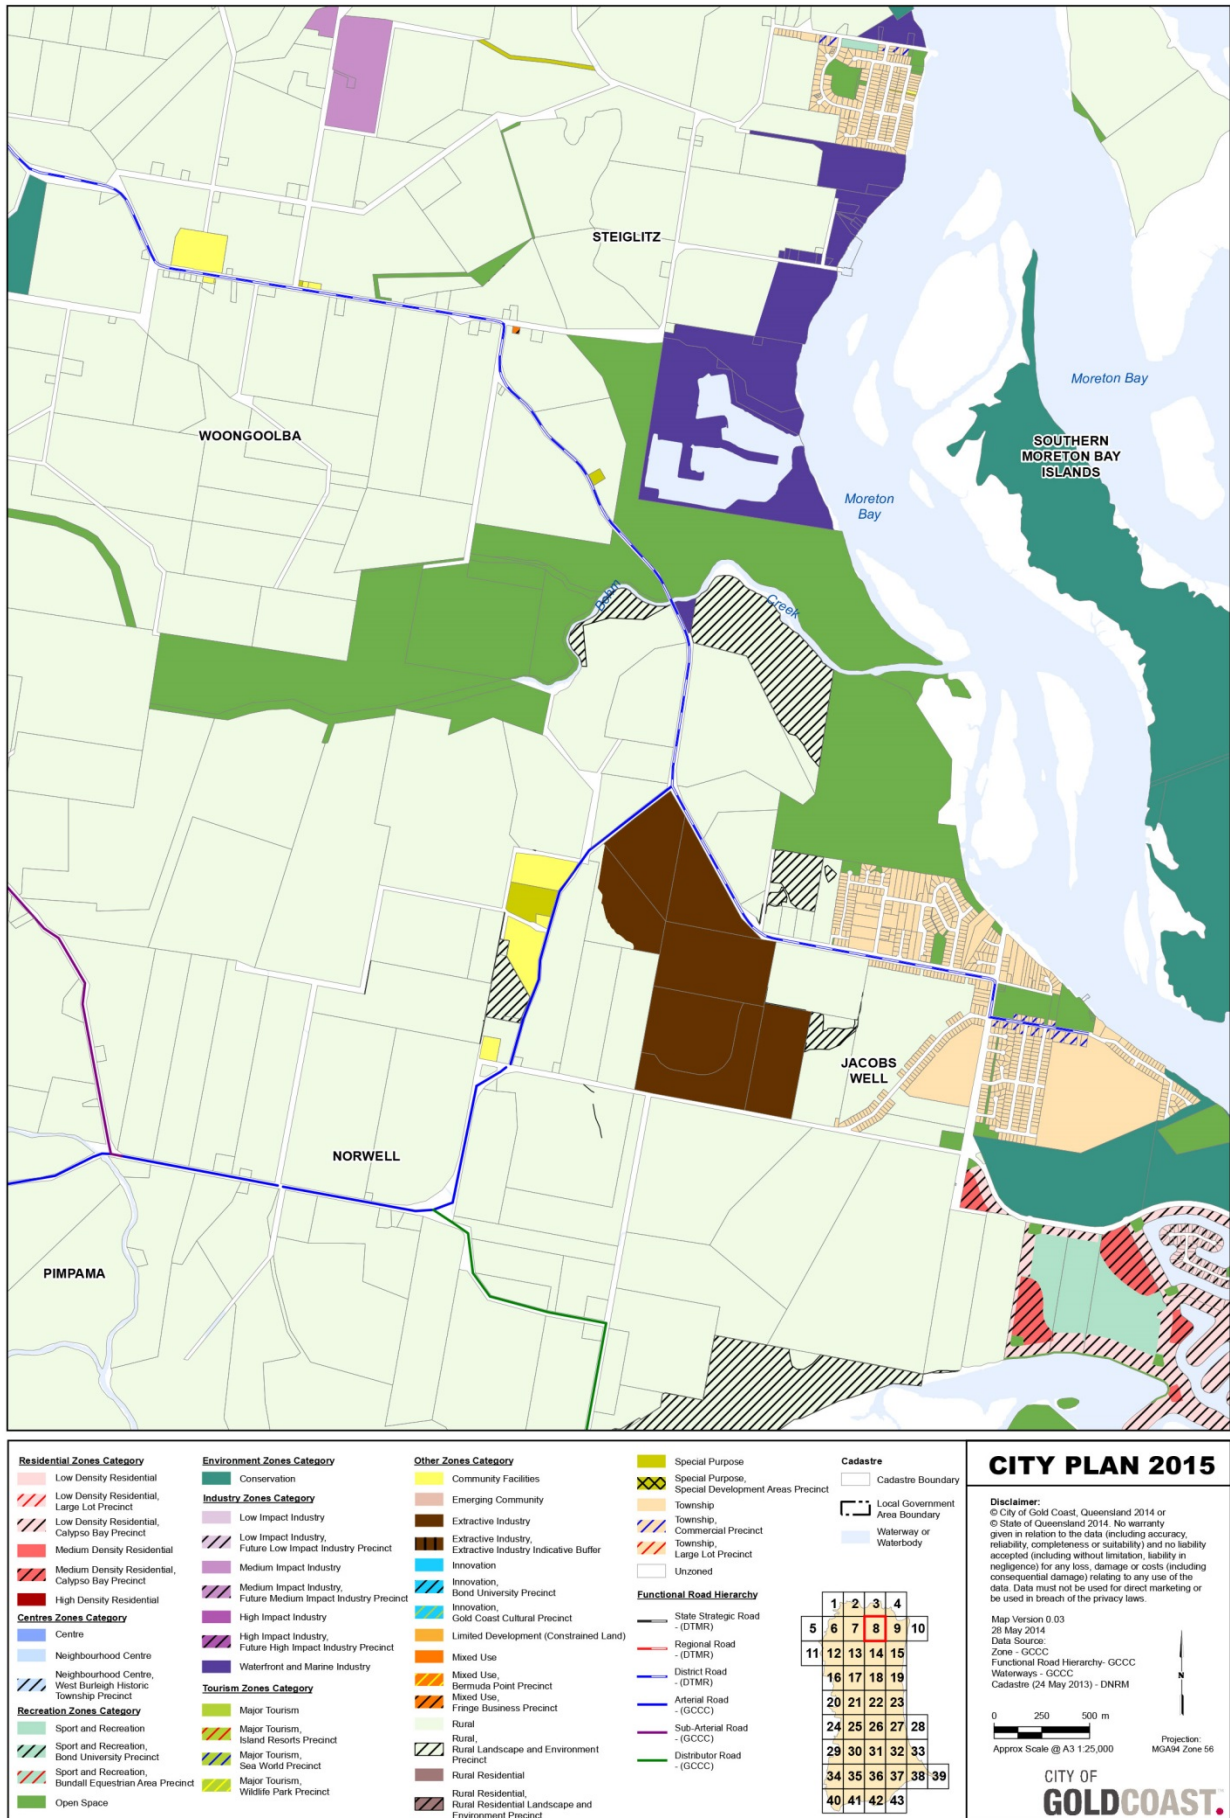 STEIGLITZ
Moreton Bay
WOONGOOLBA
SOUTHERN
MORETON BAY
ISLANDS
Moreton
Bay
Bohm
Creek
JACOBS
WELL
NORWELL
PIMPAMA
Residential Zones Category
Low Density Residential
Low Density Residential,
Large Lot Precinct
Low Density Residential,
Calypso Bay Precinct
Medium Density Residential
Medium Density Residential,
Calypso Bay Precinct
High Density Residential
Centres Zones Category
Centre
Neighbourhood Centre
Neighbourhood Centre,
West Burleigh Historic
Township Precinct
Recreation Zones Category
Sport and Recreation
Sport and Recreation,
Bond University Precinct
Sport and Recreation,
Bundall Equestrian Area Precinct
Open Space
Environment Zones Category
Conservation
Industry Zones Category
Low Impact Industry
Low Impact Industry,
Future Low Impact Industry Precinct
Medium Impact Industry
Medium Impact Industry,
Future Medium Impact Industry Precinct
High Impact Industry
High Impact Industry,
Future High Impact Industry Precinct
Waterfront and Marine Industry
Tourism Zones Category
Major Tourism
Major Tourism,
Island Resorts Precinct
Major Tourism,
Sea World Precinct
Major Tourism,
Wildlife Park Precinct
Other Zones Category
Community Facilities
Emerging Community
Extractive Industry
Extractive Industry,
Extractive Industry Indicative Buffer
Innovation
Innovation,
Bond University Precinct
Innovation,
Gold Coast Cultural Precinct
Limited Development (Constrained Land)
Mixed Use
Mixed Use,
Bermuda Point Precinct
Mixed Use,
Fringe Business Precinct
Rural
Rural,
Rural Landscape and Environment
Precinct
Rural Residential
Rural Residential,
Rural Residential Landscape and
Environment Precinct
Special Purpose
Special Purpose,
Special Development Areas Precinct
Township
Township,
Commercial Precinct
Township,
Large Lot Precinct
Unzoned
Functional Road Hierarchy
State Strategic Road
- (DTMR)
Regional Road
- (DTMR)
District Road
- (DTMR)
Arterial Road
- (GCCC)
Sub-Arterial Road
- (GCCC)
Distributor Road
- (GCCC)
Cadastre
Cadastre Boundary
Local Government
Area Boundary
Waterway or
Waterbody
1 2 3 4
5 6 7 8 9 10
11 12 13 14 15
16 17 18 19
20 21 22 23
24 25 26 27 28
29 30 31 32 33
34 35 36 37 38 39
40 41 42 43
CITY PLAN 2015
Disclaimer:
© City of Gold Coast, Queensland 2014 or
© State of Queensland 2014. No warranty
given in relation to the data (including accuracy,
reliability, completeness or suitability) and no liability
accepted (including without limitation, liability in
negligence) for any loss, damage or costs (including
consequential damage) relating to any use of the
data. Data must not be used for direct marketing or
be used in breach of the privacy laws.
Map Version 0.03
28 May 2014
Data Source:
Zone - GCCC
Functional Road Hierarchy- GCCC
Waterways - GCCC
Cadastre (24 May 2013) - DNRM
N
0 250 500 m
Approx Scale @ A3 1:25,000
Projection:
MGA94 Zone 56
CITY OF
GOLDCOAST.